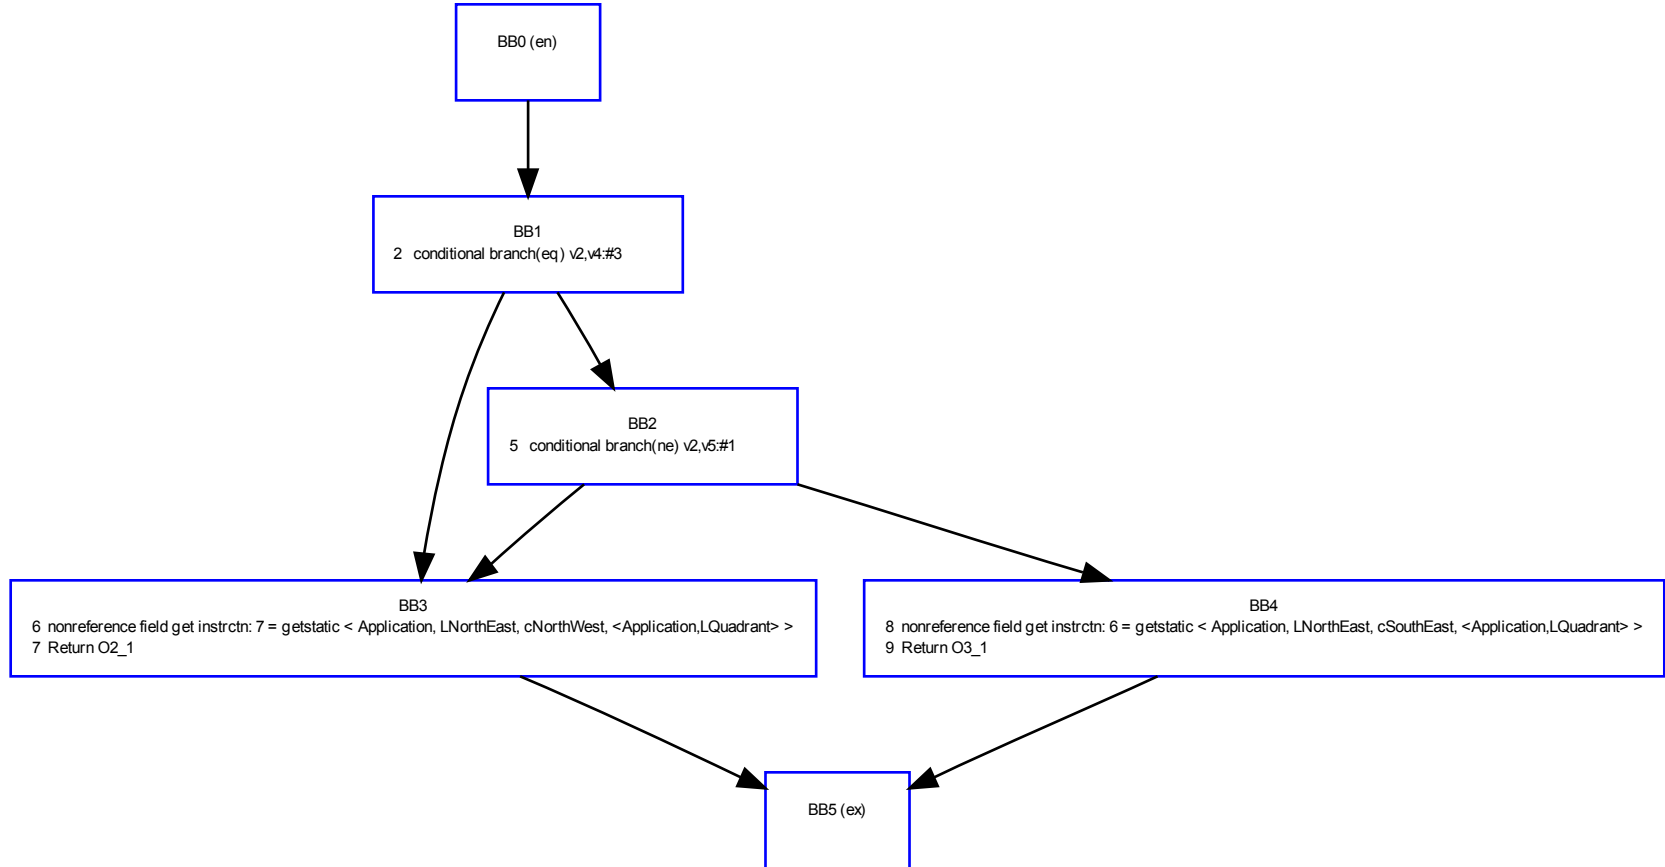 BB0 (en)
BB1
2 conditional branch(eq) v2,v4:#3
BB2
5 conditional branch(ne) v2,v5:#1
BB3
6 nonreference field get instrctn: 7 = getstatic < Application, LNorthEast, cNorthWest, <Application,LQuadrant> >
7 Return O2_1
BB4
8 nonreference field get instrctn: 6 = getstatic < Application, LNorthEast, cSouthEast, <Application,LQuadrant> >
9 Return O3_1
BB5 (ex)